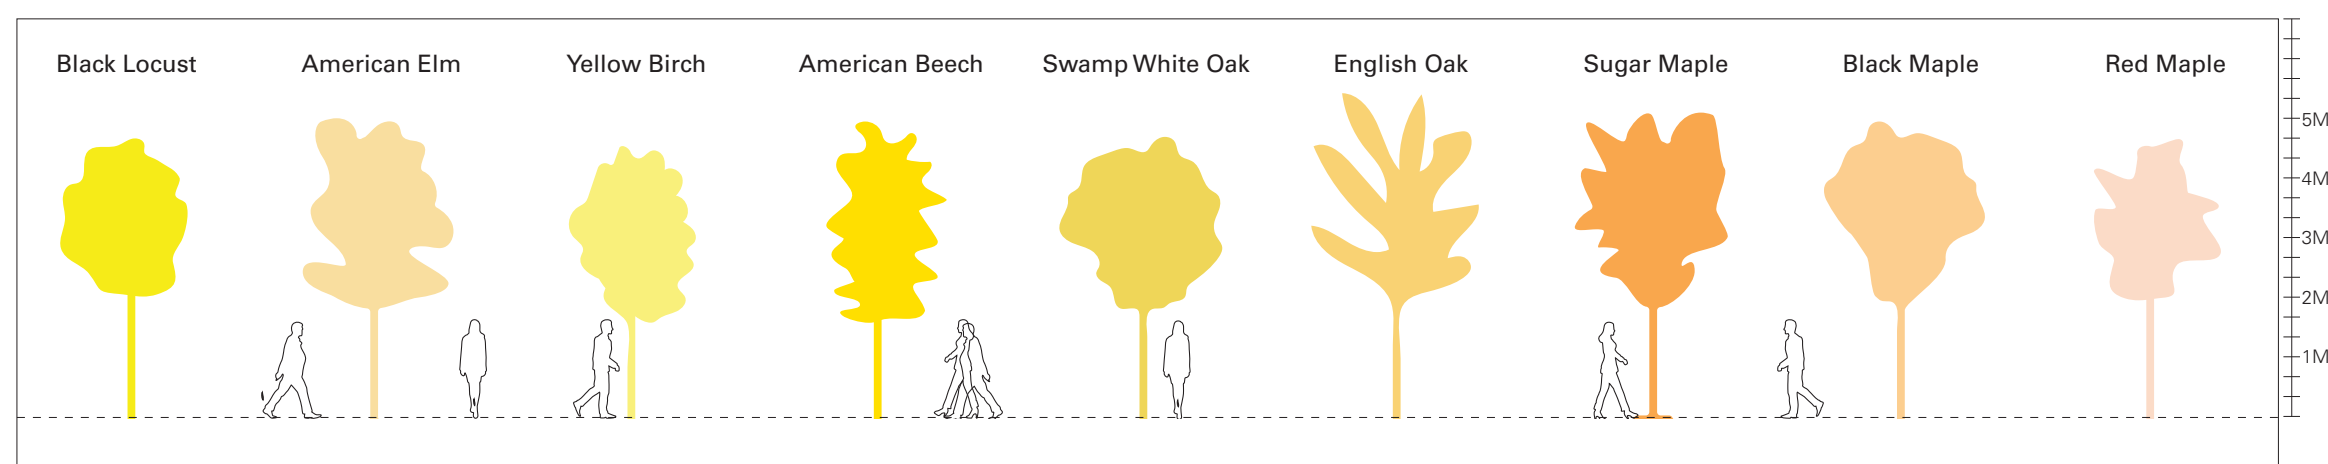 Black Locust American Elm Yellow Birch American Beech Swamp White Oak English Oak Sugar Maple Black Maple Red Maple
5M
4M
3M
2M
1M